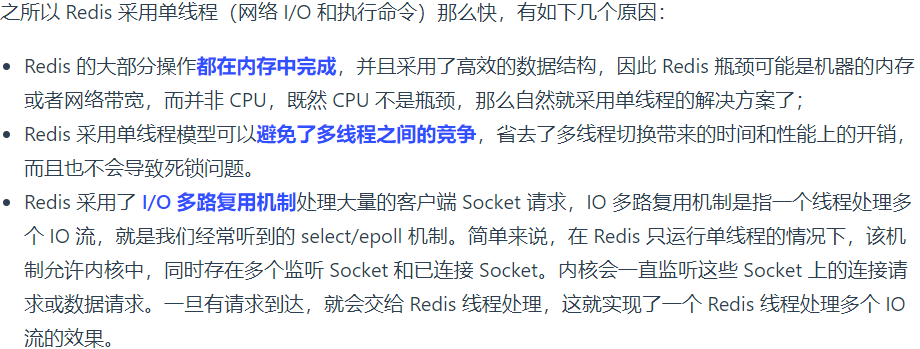 之所以 Redis 采用单线程（网络 I/O 和执行命令）那么快，有如下几个原因：
• Redis 的大部分操作都在内存中完成，并且采用了高效的数据结构，因此 Redis 瓶颈可能是机器的内存
或者网络带宽，而并非 CPU，既然 CPU 不是瓶颈，那么自然就采用单线程的解决方案了；
• Redis 采用单线程模型可以避免了多线程之间的竞争，省去了多线程切换带来的时间和性能上的开销，
而且也不会导致死锁问题。
• Redis 采用了 I/O 多路复用机制处理大量的客户端 Socket 请求，IO 多路复用机制是指一个线程处理多
个 IO 流，就是我们经常听到的 select/epoll 机制。简单来说，在 Redis 只运行单线程的情况下，该机
制允许内核中，同时存在多个监听 Socket 和已连接 Socket。内核会一直监听这些 Socket 上的连接请
求或数据请求。一旦有请求到达，就会交给 Redis 线程处理，这就实现了一个 Redis 线程处理多个 IO
流的效果。